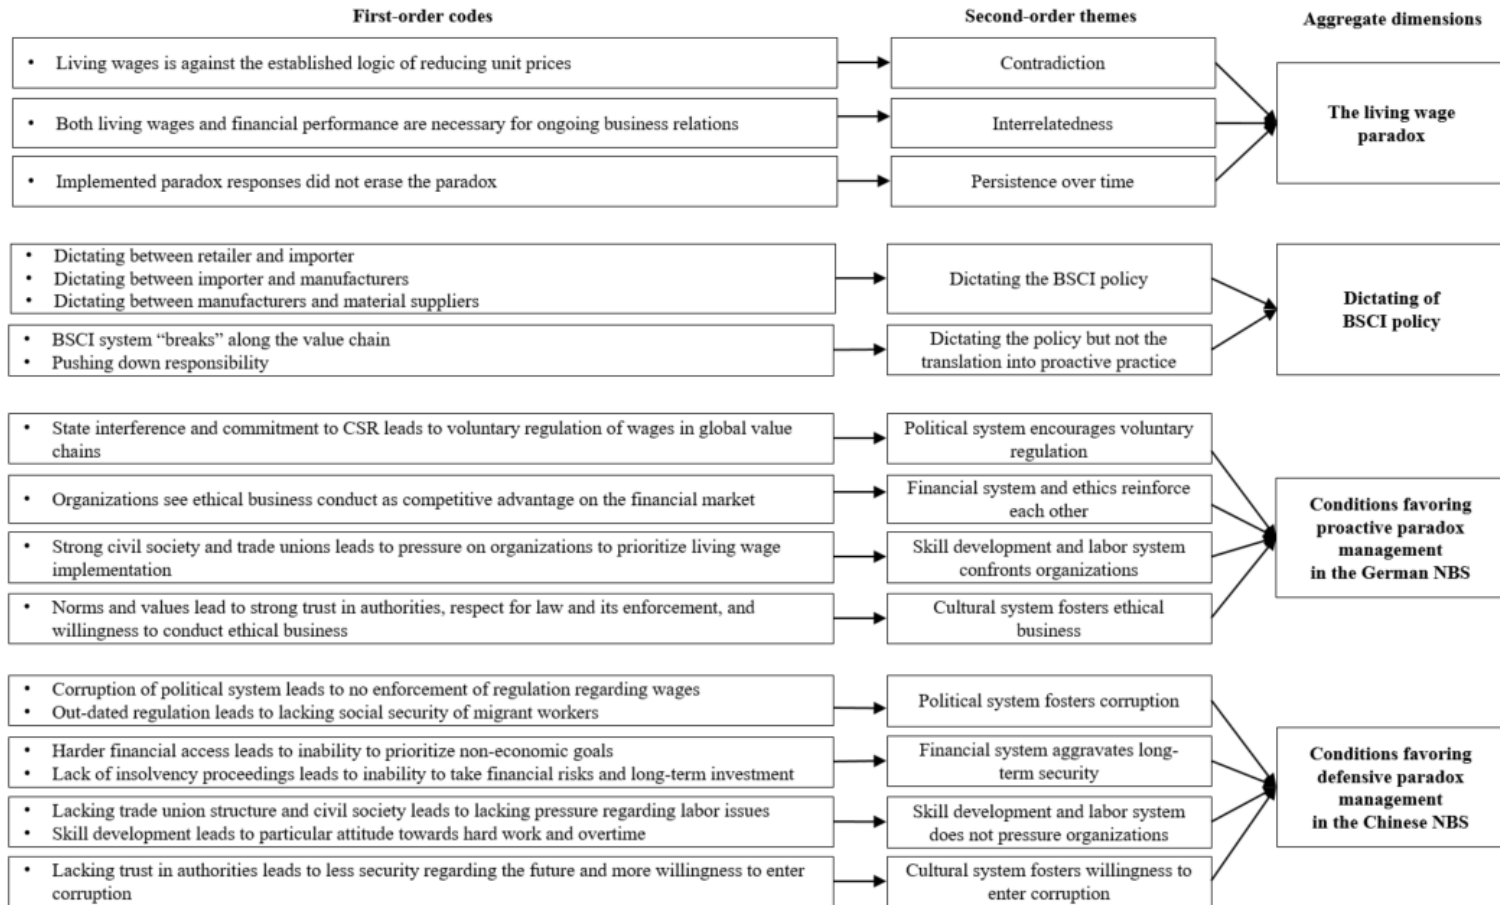 First-order codes
Second-order themes
Aggregate dimensions
• Living wages is against the established logic of reducing unit prices
Contradiction
• Both living wages and financial performance are necessary for ongoing business relations
Interrelatedness
• Implemented paradox responses did not erase the paradox
Persistence over time
The living wage
paradox
• Dictating between retailer and importer
• Dictating between importer and manufacturers
• Dictating between manufacturers and material suppliers
Dictating the BSCI policy
• BSCI system “breaks” along the value chain
• Pushing down responsibility
Dictating the policy but not the
translation into proactive practice
Dictating of
BSCI policy
• State interference and commitment to CSR leads to voluntary regulation of wages in global value
chains
Political system encourages voluntary
regulation
• Organizations see ethical business conduct as competitive advantage on the financial market
Financial system and ethics reinforce
each other
• Strong civil society and trade unions leads to pressure on organizations to prioritize living wage
implementation
Skill development and labor system
confronts organizations
• Norms and values lead to strong trust in authorities, respect for law and its enforcement, and
willingness to conduct ethical business
Cultural system fosters ethical
business
Conditions favoring
proactive paradox
management
in the German NBS
• Corruption of political system leads to no enforcement of regulation regarding wages
• Out-dated regulation leads to lacking social security of migrant workers
Political system fosters corruption
• Harder financial access leads to inability to prioritize non-economic goals
• Lack of insolvency proceedings leads to inability to take financial risks and long-term investment
Financial system aggravates long-
term security
• Lacking trade union structure and civil society leads to lacking pressure regarding labor issues
• Skill development leads to particular attitude towards hard work and overtime
Skill development and labor system
does not pressure organizations
• Lacking trust in authorities leads to less security regarding the future and more willingness to enter
corruption
Cultural system fosters willingness to
enter corruption
Conditions favoring
defensive paradox
management
in the Chinese NBS